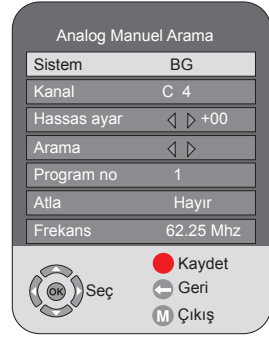 Analog Manuel Arama
Sistem BG
Kanal C 4
Hassas ayar +00
Arama
Program no 1
Atla Hayır
Frekans 62.25 Mhz
Kaydet
OK Seç Geri
M Çıkış